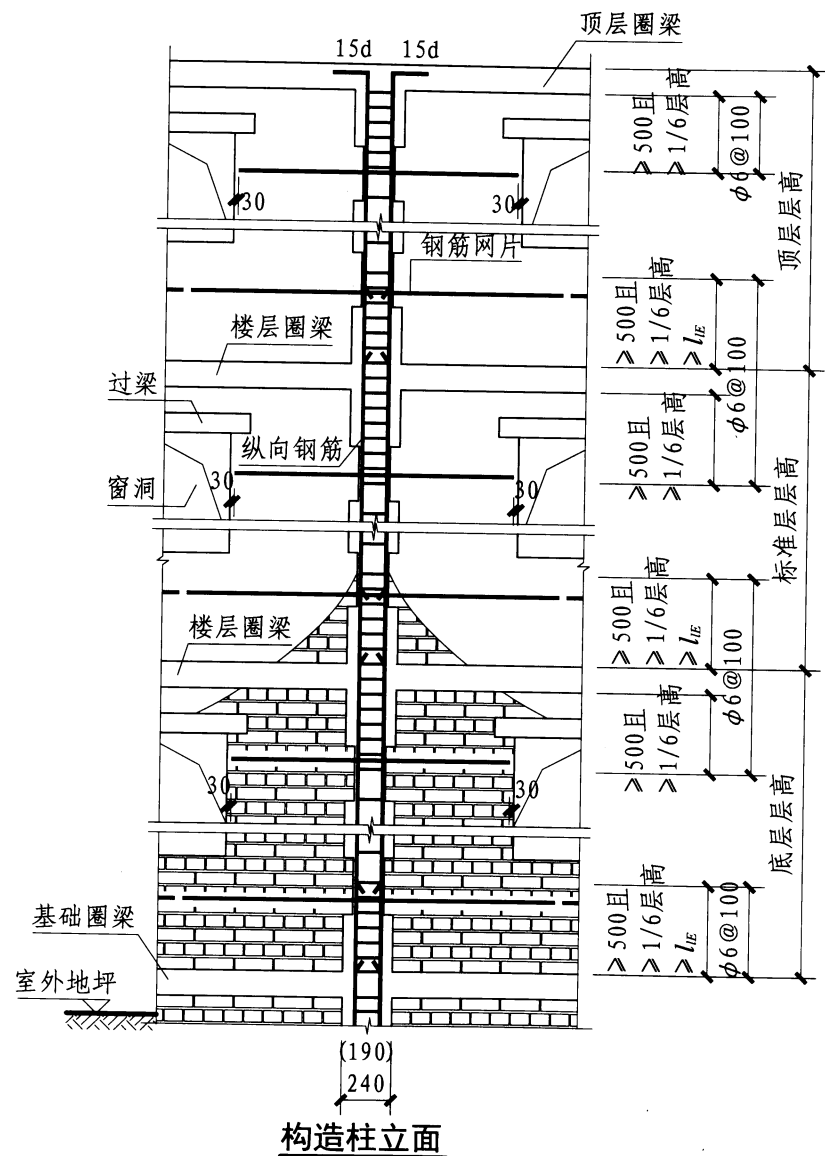 顶层圈梁
15d 15d
≥500且
≥1/6层高
φ6@100
顶层层高
30
30
钢筋网片
楼层圈梁
≥500且
≥1/6层高
≥lIE
φ6@100
过梁
纵向钢筋
窗洞
30
30
≥500且
≥1/6层高
标准层层高
楼层圈梁
≥500且
≥1/6层高
≥lIE
φ6@100
≥500且
≥1/6层高
30
30
底层层高
基础圈梁
≥500且
≥1/6层高
≥lIE
φ6@100
室外地坪
(190)
240
构造柱立面